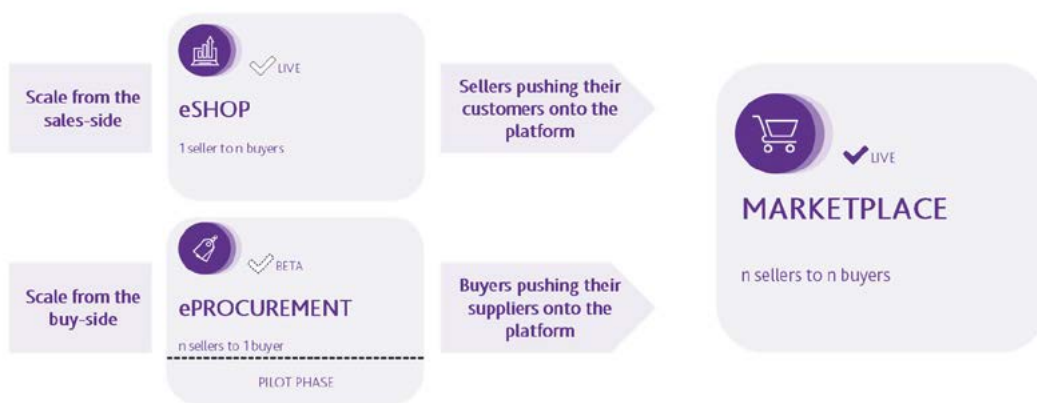 Scale from the
sales-side
LIVE
eSHOP
1 seller to n buyers
Sellers pushing their
customers onto the
platform
Scale from the
buy-side
BETA
ePROCUREMENT
n sellers to 1 buyer
PILOT PHASE
Buyers pushing their
suppliers onto the
platform
LIVE
MARKETPLACE
n sellers to n buyers